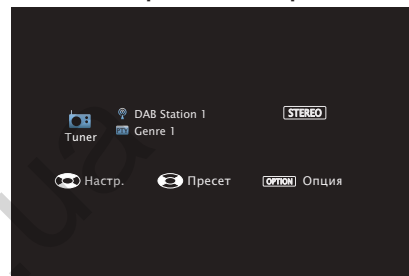 DAB Station 1
STEREO
Tuner
Genre 1
Настр.
Пресет
OPTION Опция